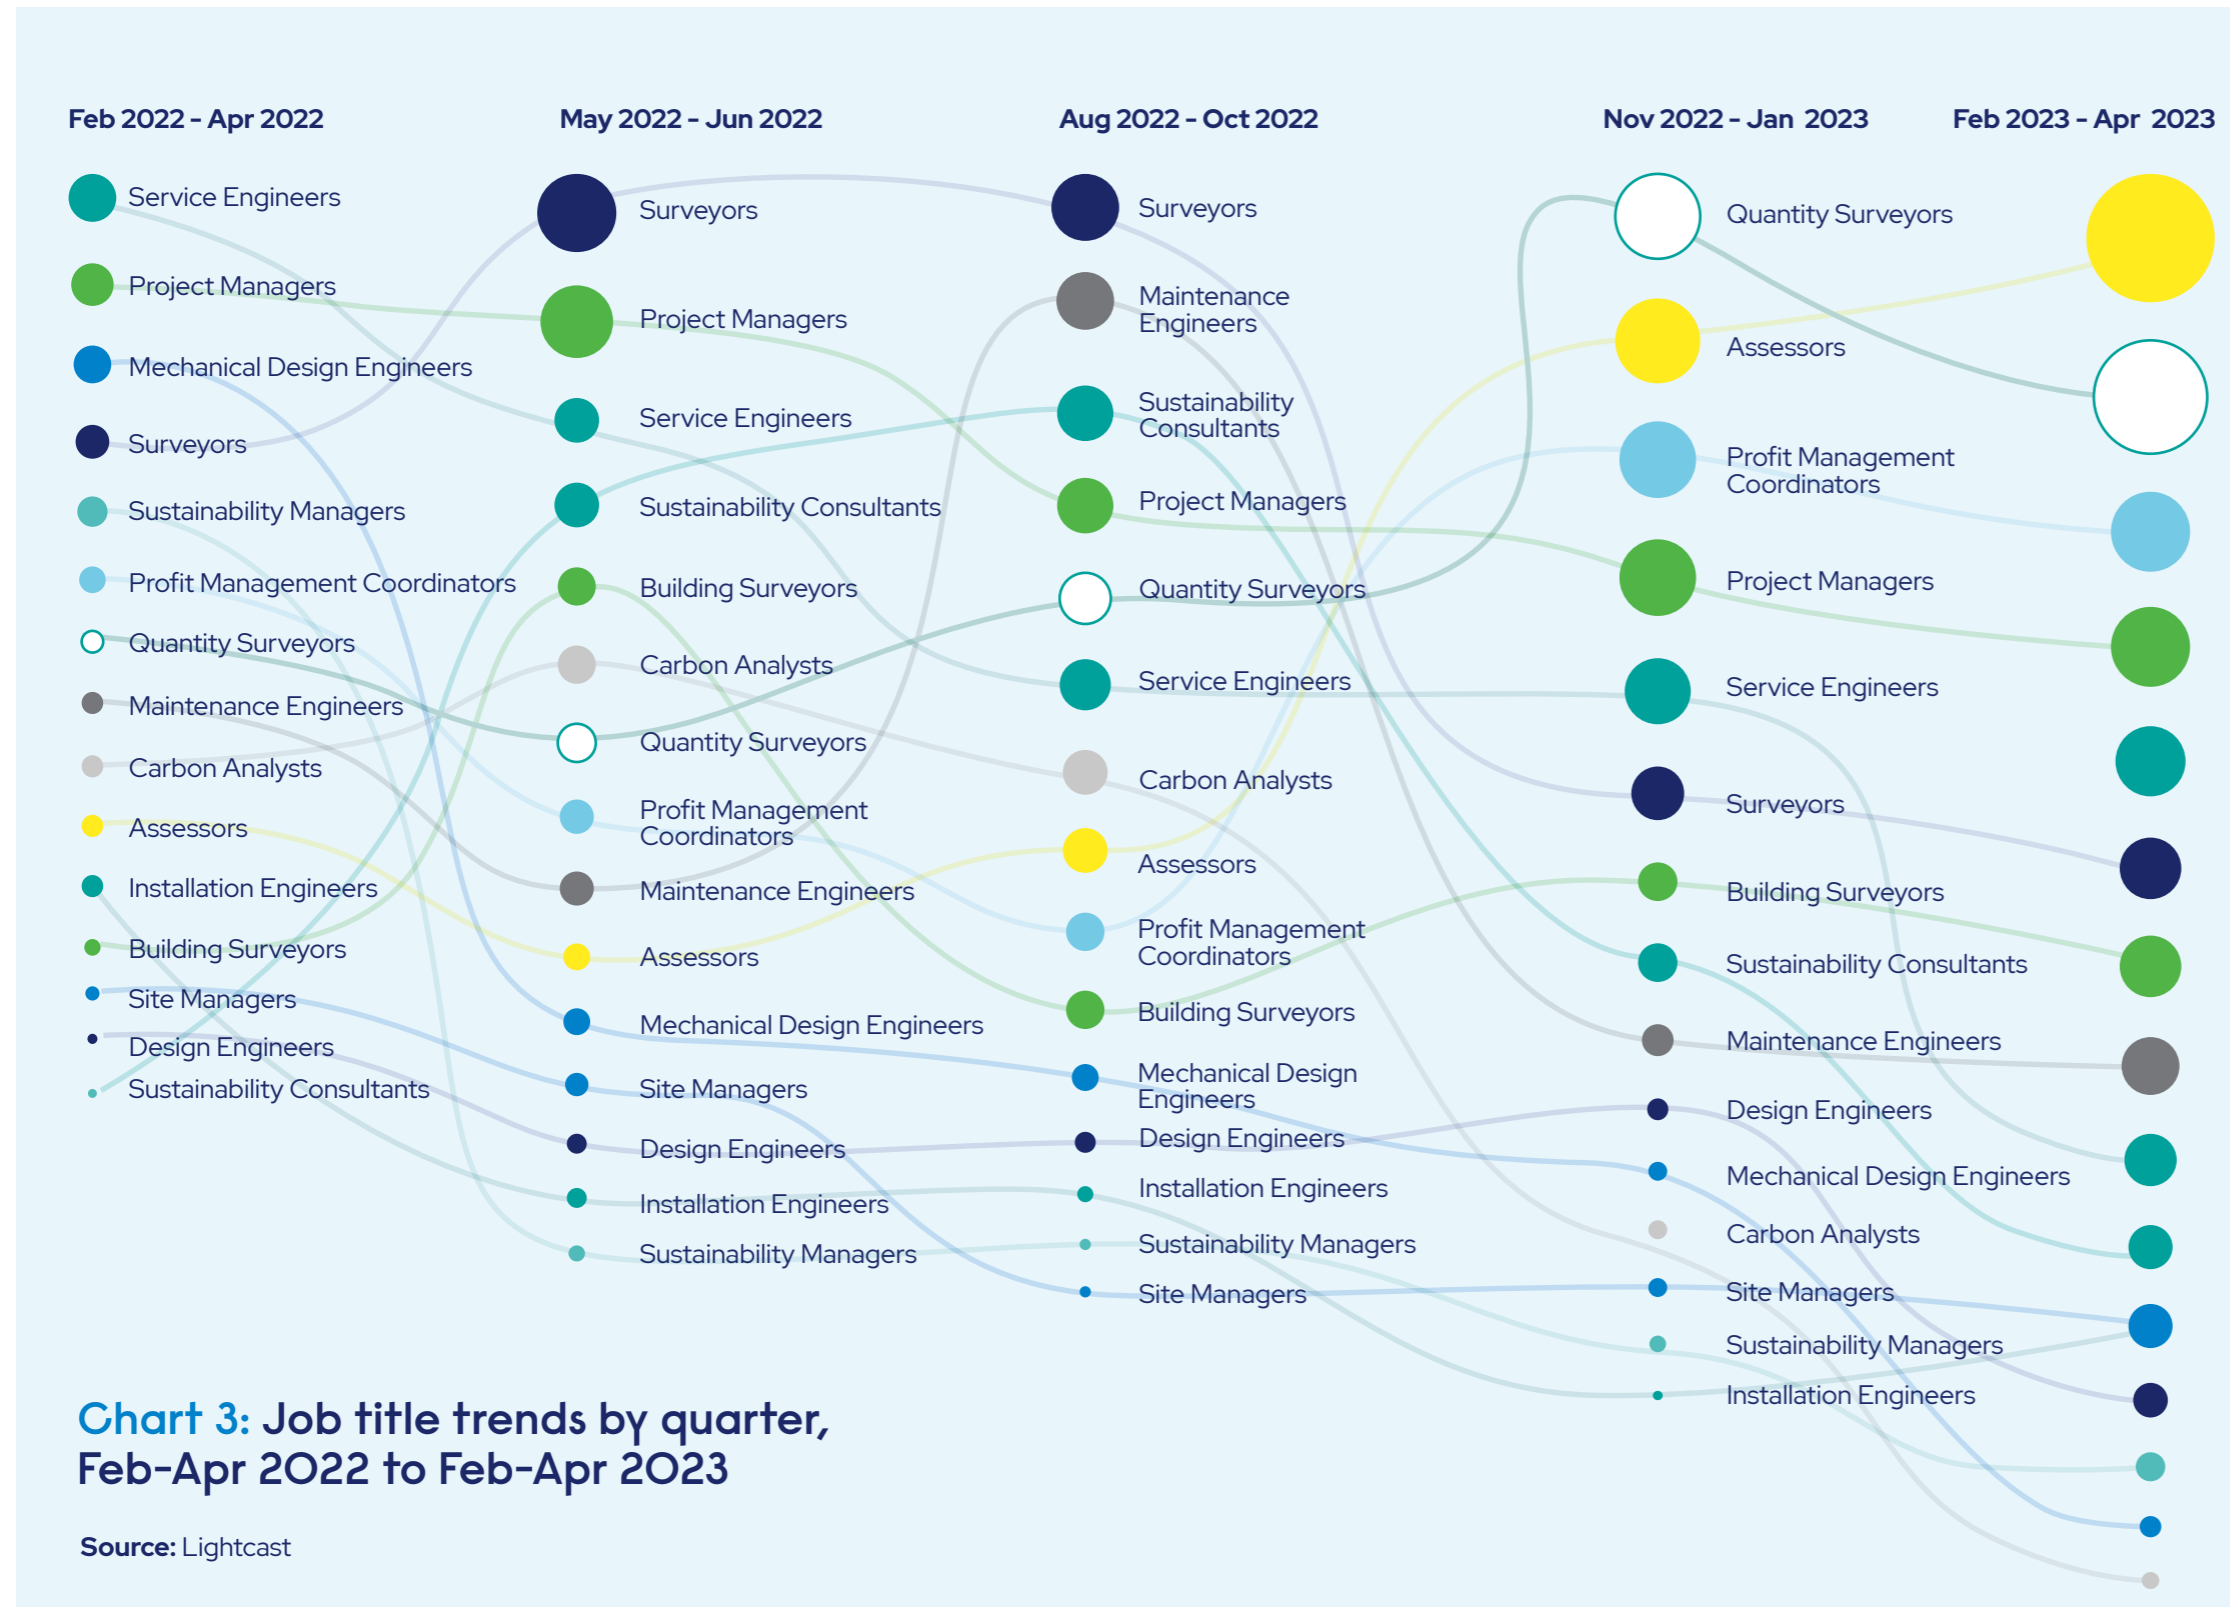 Feb 2022 - Apr 2022
May 2022 - Jun 2022
Aug 2022 - Oct 2022
Nov 2022 - Jan 2023
Feb 2023 - Apr 2023
Service Engineers
Project Managers
Mechanical Design Engineers
Surveyors
Sustainability Managers
Profit Management Coordinators
Quantity Surveyors
Maintenance Engineers
Carbon Analysts
Assessors
Installation Engineers
Building Surveyors
Site Managers
Design Engineers
Sustainability Consultants
Surveyors
Project Managers
Service Engineers
Sustainability Consultants
Building Surveyors
Carbon Analysts
Quantity Surveyors
Profit Management
Coordinators
Maintenance Engineers
Assessors
Mechanical Design Engineers
Site Managers
Design Engineers
Installation Engineers
Sustainability Managers
Surveyors
Maintenance
Engineers
Sustainability
Consultants
Project Managers
Quantity Surveyors
Service Engineers
Carbon Analysts
Assessors
Profit Management
Coordinators
Building Surveyors
Mechanical Design
Engineers
Design Engineers
Installation Engineers
Sustainability Managers
Site Managers
Quantity Surveyors
Assessors
Profit Management
Coordinators
Project Managers
Service Engineers
Surveyors
Building Surveyors
Sustainability Consultants
Maintenance Engineers
Design Engineers
Mechanical Design Engineers
Carbon Analysts
Site Managers
Sustainability Managers
Installation Engineers
Chart 3: Job title trends by quarter,
Feb-Apr 2022 to Feb-Apr 2023
Source: Lightcast